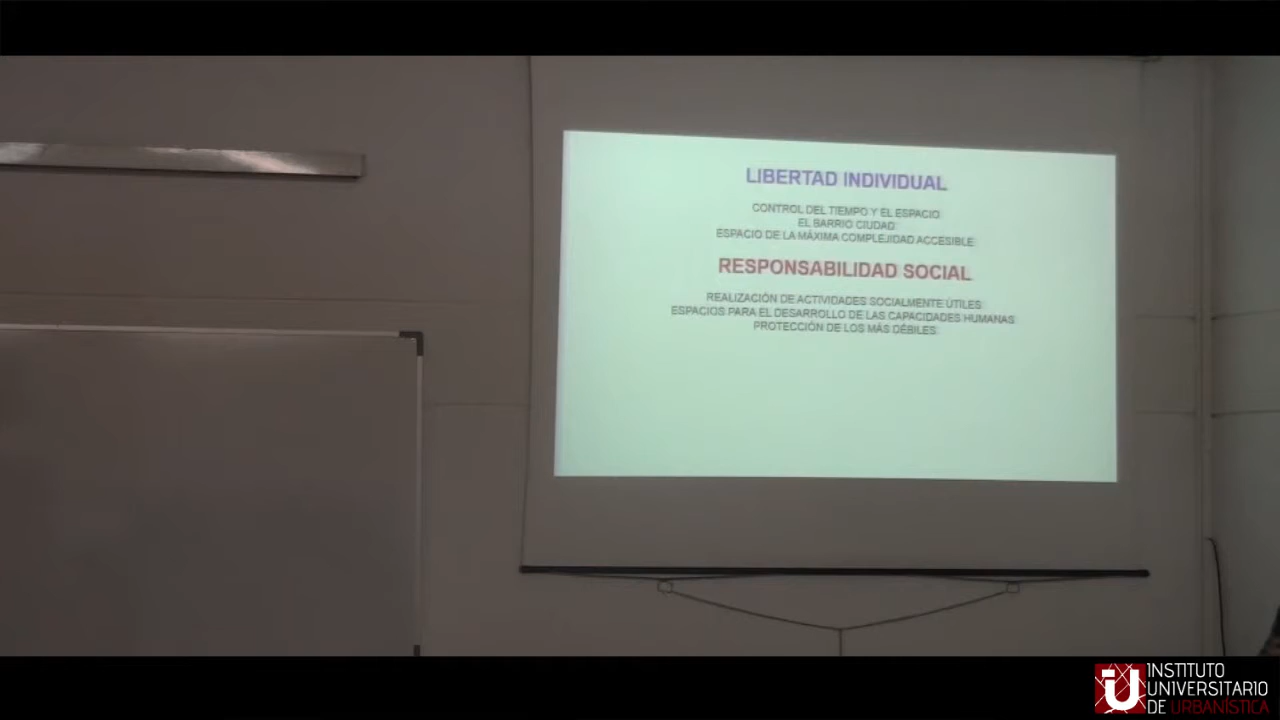 LIBERTAD INDIVIDUAL
CONTROL DEL TIEMPO Y EL ESPACIO
EL BARRIO CIUDAD
ESPACIO DE LA MÁXIMA COMPLEJIDAD ACCESIBLE
RESPONSABILIDAD SOCIAL
REALIZACIÓN DE ACTIVIDADES SOCIALMENTE ÚTILES
ESPACIOS PARA EL DESARROLLO DE LAS CAPACIDADES HUMANAS
PROTECCIÓN DE LOS MÁS DÉBILES
iU INSTITUTO
UNIVERSITARIO
DE URBANÍSTICA